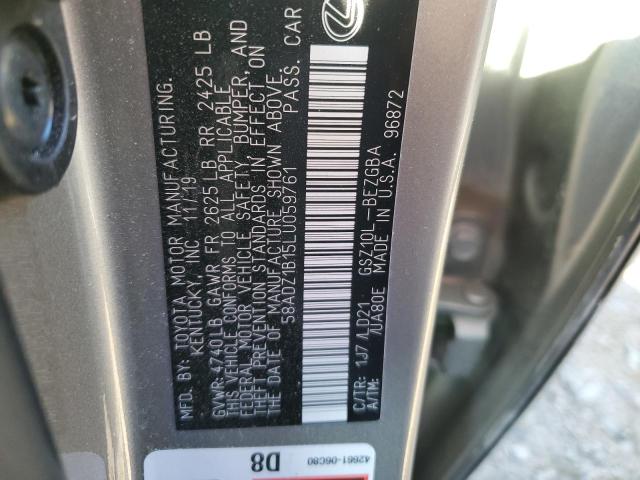 MFD. BY: TOYOTA MOTOR MANUFACTURING.
KENTUCKY, INC. 11/19
GVWR: 4740 LB GAWR FR 2625 LB RR 2425 LB
THIS VEHICLE CONFORMS TO ALL APPLICABLE
FEDERAL MOTOR VEHICLE SAFETY, BUMPER, AND
THEFT PREVENTION STANDARDS IN EFFECT ON
THE DATE OF MANUFACTURE SHOWN ABOVE.
58ADZ1B15LU059761 PASS. CAR
C/TR: 1J7/LD21 GSZ10L-BEZGBA
A/TM: /UA80E MADE IN U.S.A. 96872
42661-06C80
D8